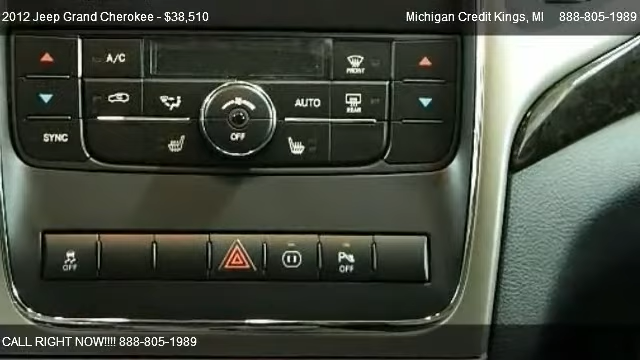 2012 Jeep Grand Cherokee - $38,510
Michigan Credit Kings, MI 888-805-1989
A/C
FRONT
AUTO
REAR
SYNC
OFF
OFF
OFF
CALL RIGHT NOW!!!! 888-805-1989